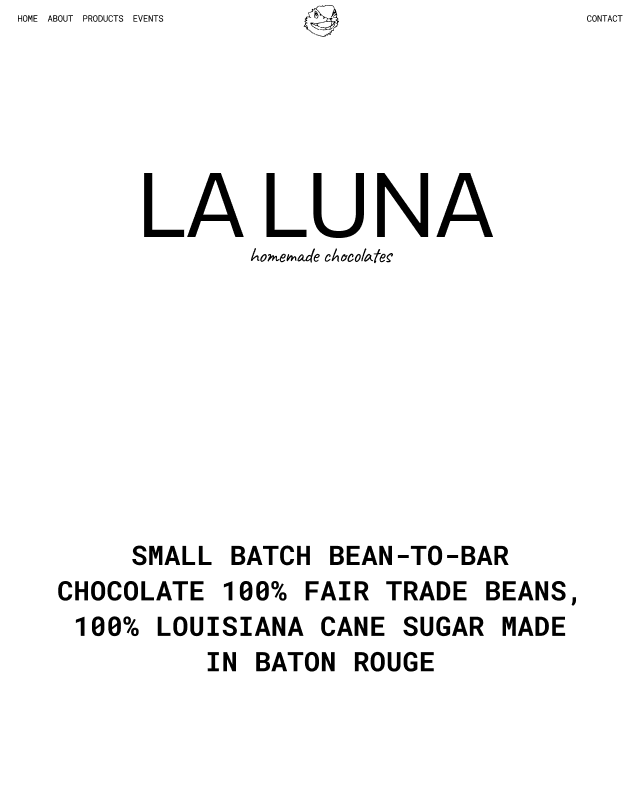 HOME ABOUT PRODUCTS EVENTS CONTACT
LA LUNA
homemade chocolates
SMALL BATCH BEAN-TO-BAR
CHOCOLATE 100% FAIR TRADE BEANS,
100% LOUISIANA CANE SUGAR MADE
IN BATON ROUGE